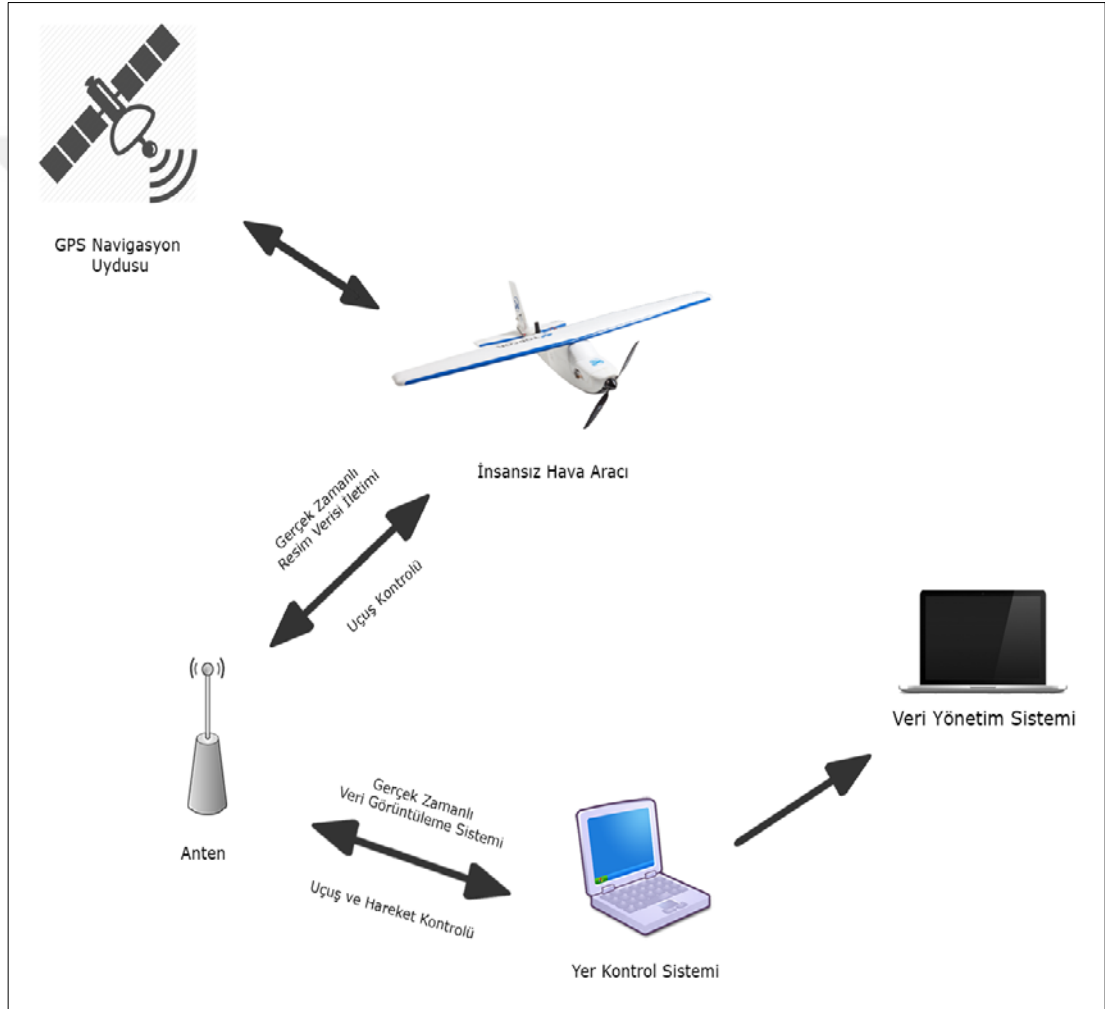 GPS Navigasyon
Uydusu
İnsansız Hava Aracı
Gerçek Zamanlı
Resim Verisi İletimi
Uçuş Kontrolü
Veri Yönetim Sistemi
Anten
Gerçek Zamanlı
Veri Görüntüleme Sistemi
Uçuş ve Hareket Kontrolü
Yer Kontrol Sistemi